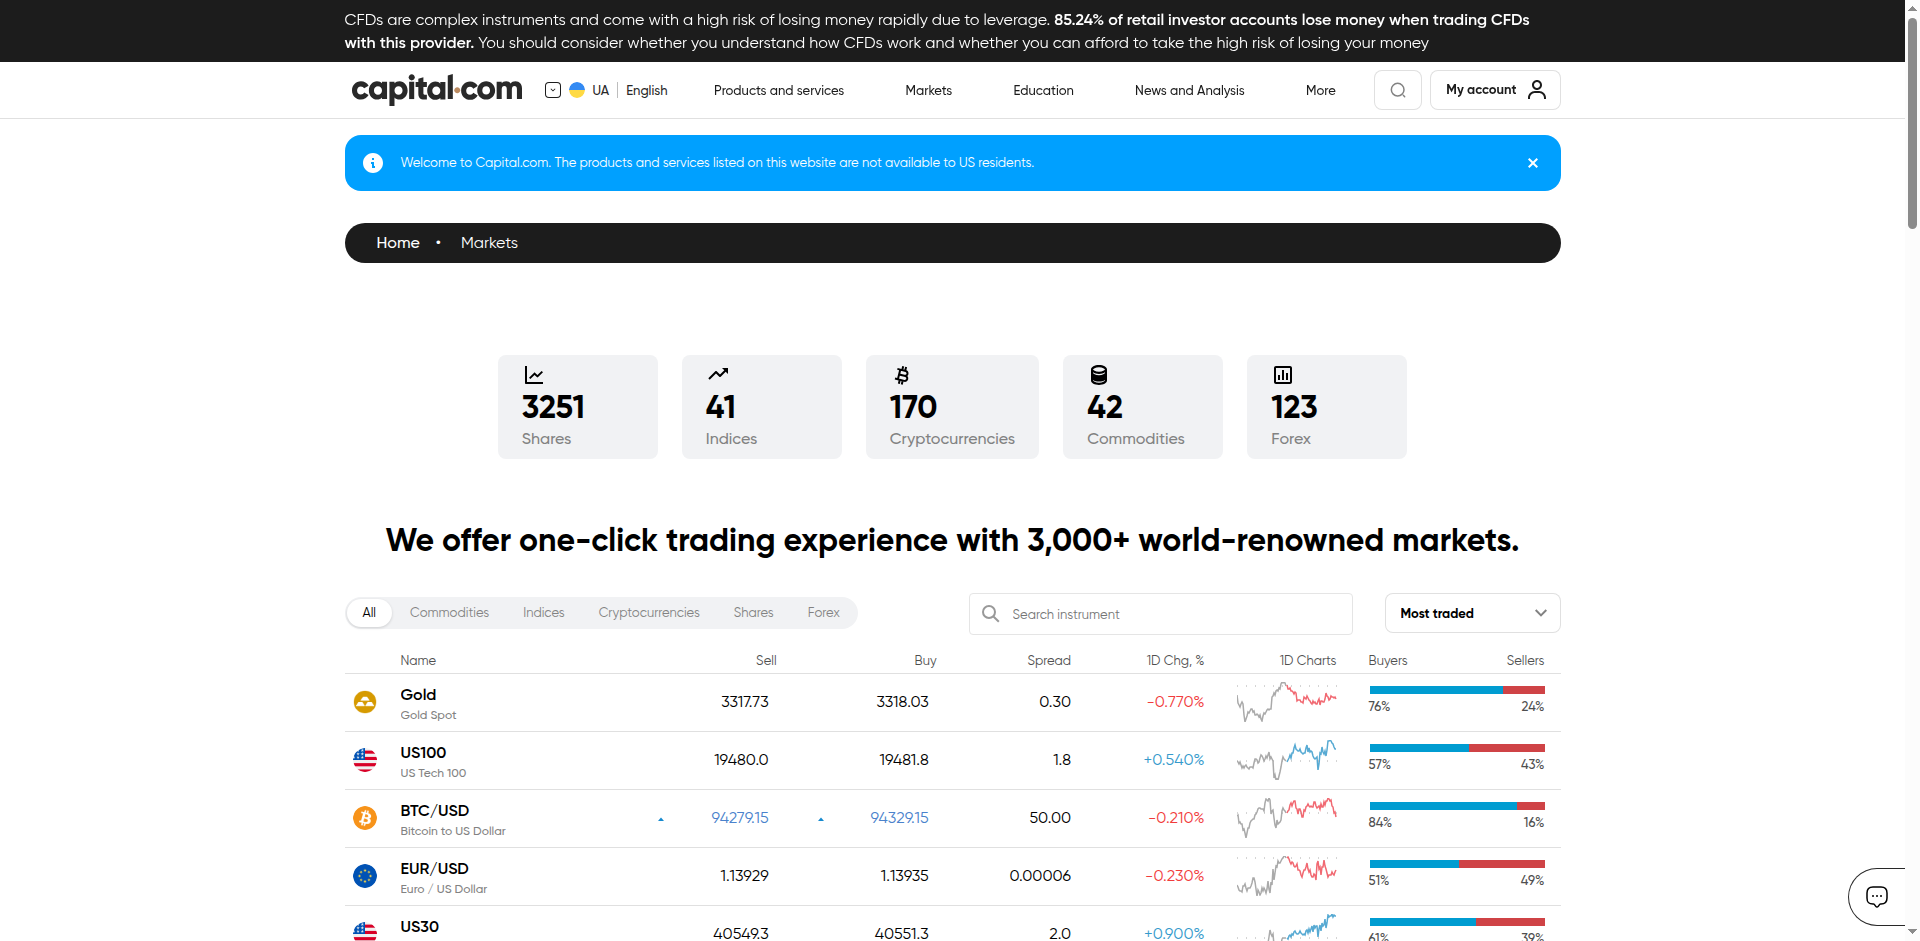 CFDs are complex instruments and come with a high risk of losing money rapidly due to leverage. 85.24% of retail investor accounts lose money when trading CFDs
with this provider. You should consider whether you understand how CFDs work and whether you can afford to take the high risk of losing your money
capital.com UA English Products and services Markets Education News and Analysis More My account
Welcome to Capital.com. The products and services listed on this website are not available to US residents.
Home • Markets
3251 41 170 42 123
Shares Indices Cryptocurrencies Commodities Forex
We offer one-click trading experience with 3,000+ world-renowned markets.
All Commodities Indices Cryptocurrencies Shares Forex Search instrument Most traded
Name Sell Buy Spread 1D Chg, % 1D Charts Buyers Sellers
Gold
Gold Spot
3317.73 3318.03 0.30 -0.770% 76% 24%
US100
US Tech 100
19480.0 19481.8 1.8 +0.540% 57% 43%
BTC/USD
Bitcoin to US Dollar
94279.15 94329.15 50.00 -0.210% 84% 16%
EUR/USD
Euro / US Dollar
1.13929 1.13935 0.00006 -0.230% 51% 49%
US30
40549.3 40551.3 2.0 +0.900% 61% 39%